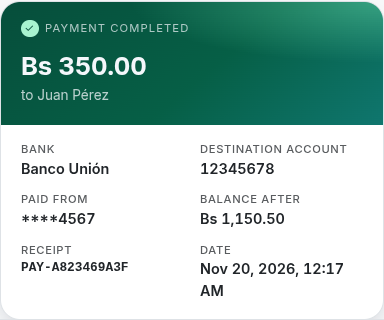 PAYMENT COMPLETED
Bs 350.00
to Juan Pérez
BANK
Banco Unión
DESTINATION ACCOUNT
12345678
PAID FROM
****4567
BALANCE AFTER
Bs 1,150.50
RECEIPT
PAY-A823469A3F
DATE
Nov 20, 2026, 12:17
AM